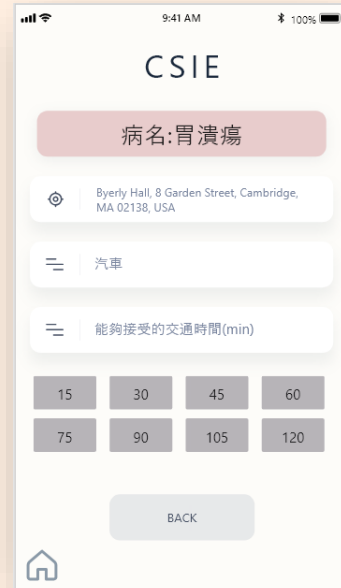 9:41 AM
100%
CSIE
病名:胃潰瘍
Byerly Hall, 8 Garden Street, Cambridge,
MA 02138, USA
汽車
能夠接受的交通時間(min)
15 30 45 60
75 90 105 120
BACK